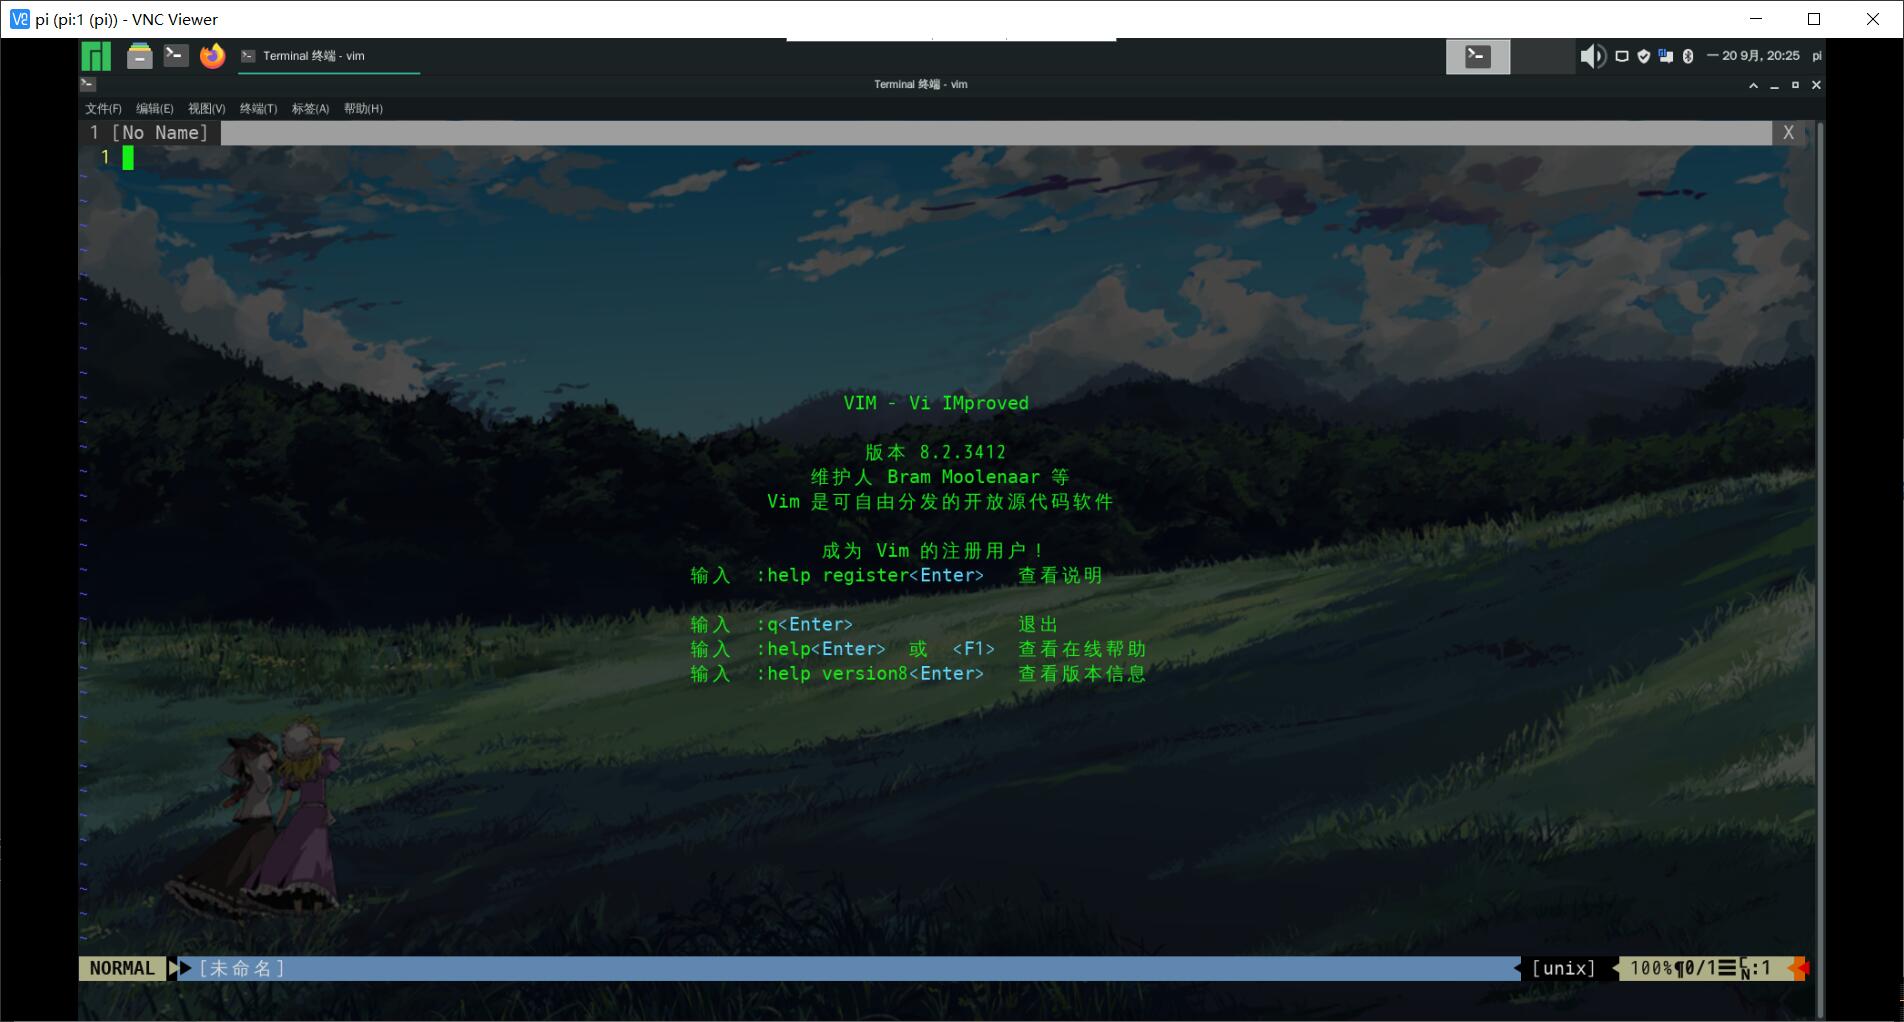 pi (pi:1 (pi)) - VNC Viewer
Terminal 终端 - vim
一 20 9月, 20:25 pi
Terminal 终端 - vim
文件(F) 编辑(E) 视图(V) 终端(T) 标签(A) 帮助(H)
1 [No Name] X
1
VIM - Vi IMproved
版本 8.2.3412
维护人 Bram Moolenaar 等
Vim 是可自由分发的开放源代码软件
成为 Vim 的注册用户！
输入 :help register<Enter> 查看说明
输入 :q<Enter> 退出
输入 :help<Enter> 或 <F1> 查看在线帮助
输入 :help version8<Enter> 查看版本信息
NORMAL [未命名] [unix] 100%¶0/1☰␤:1